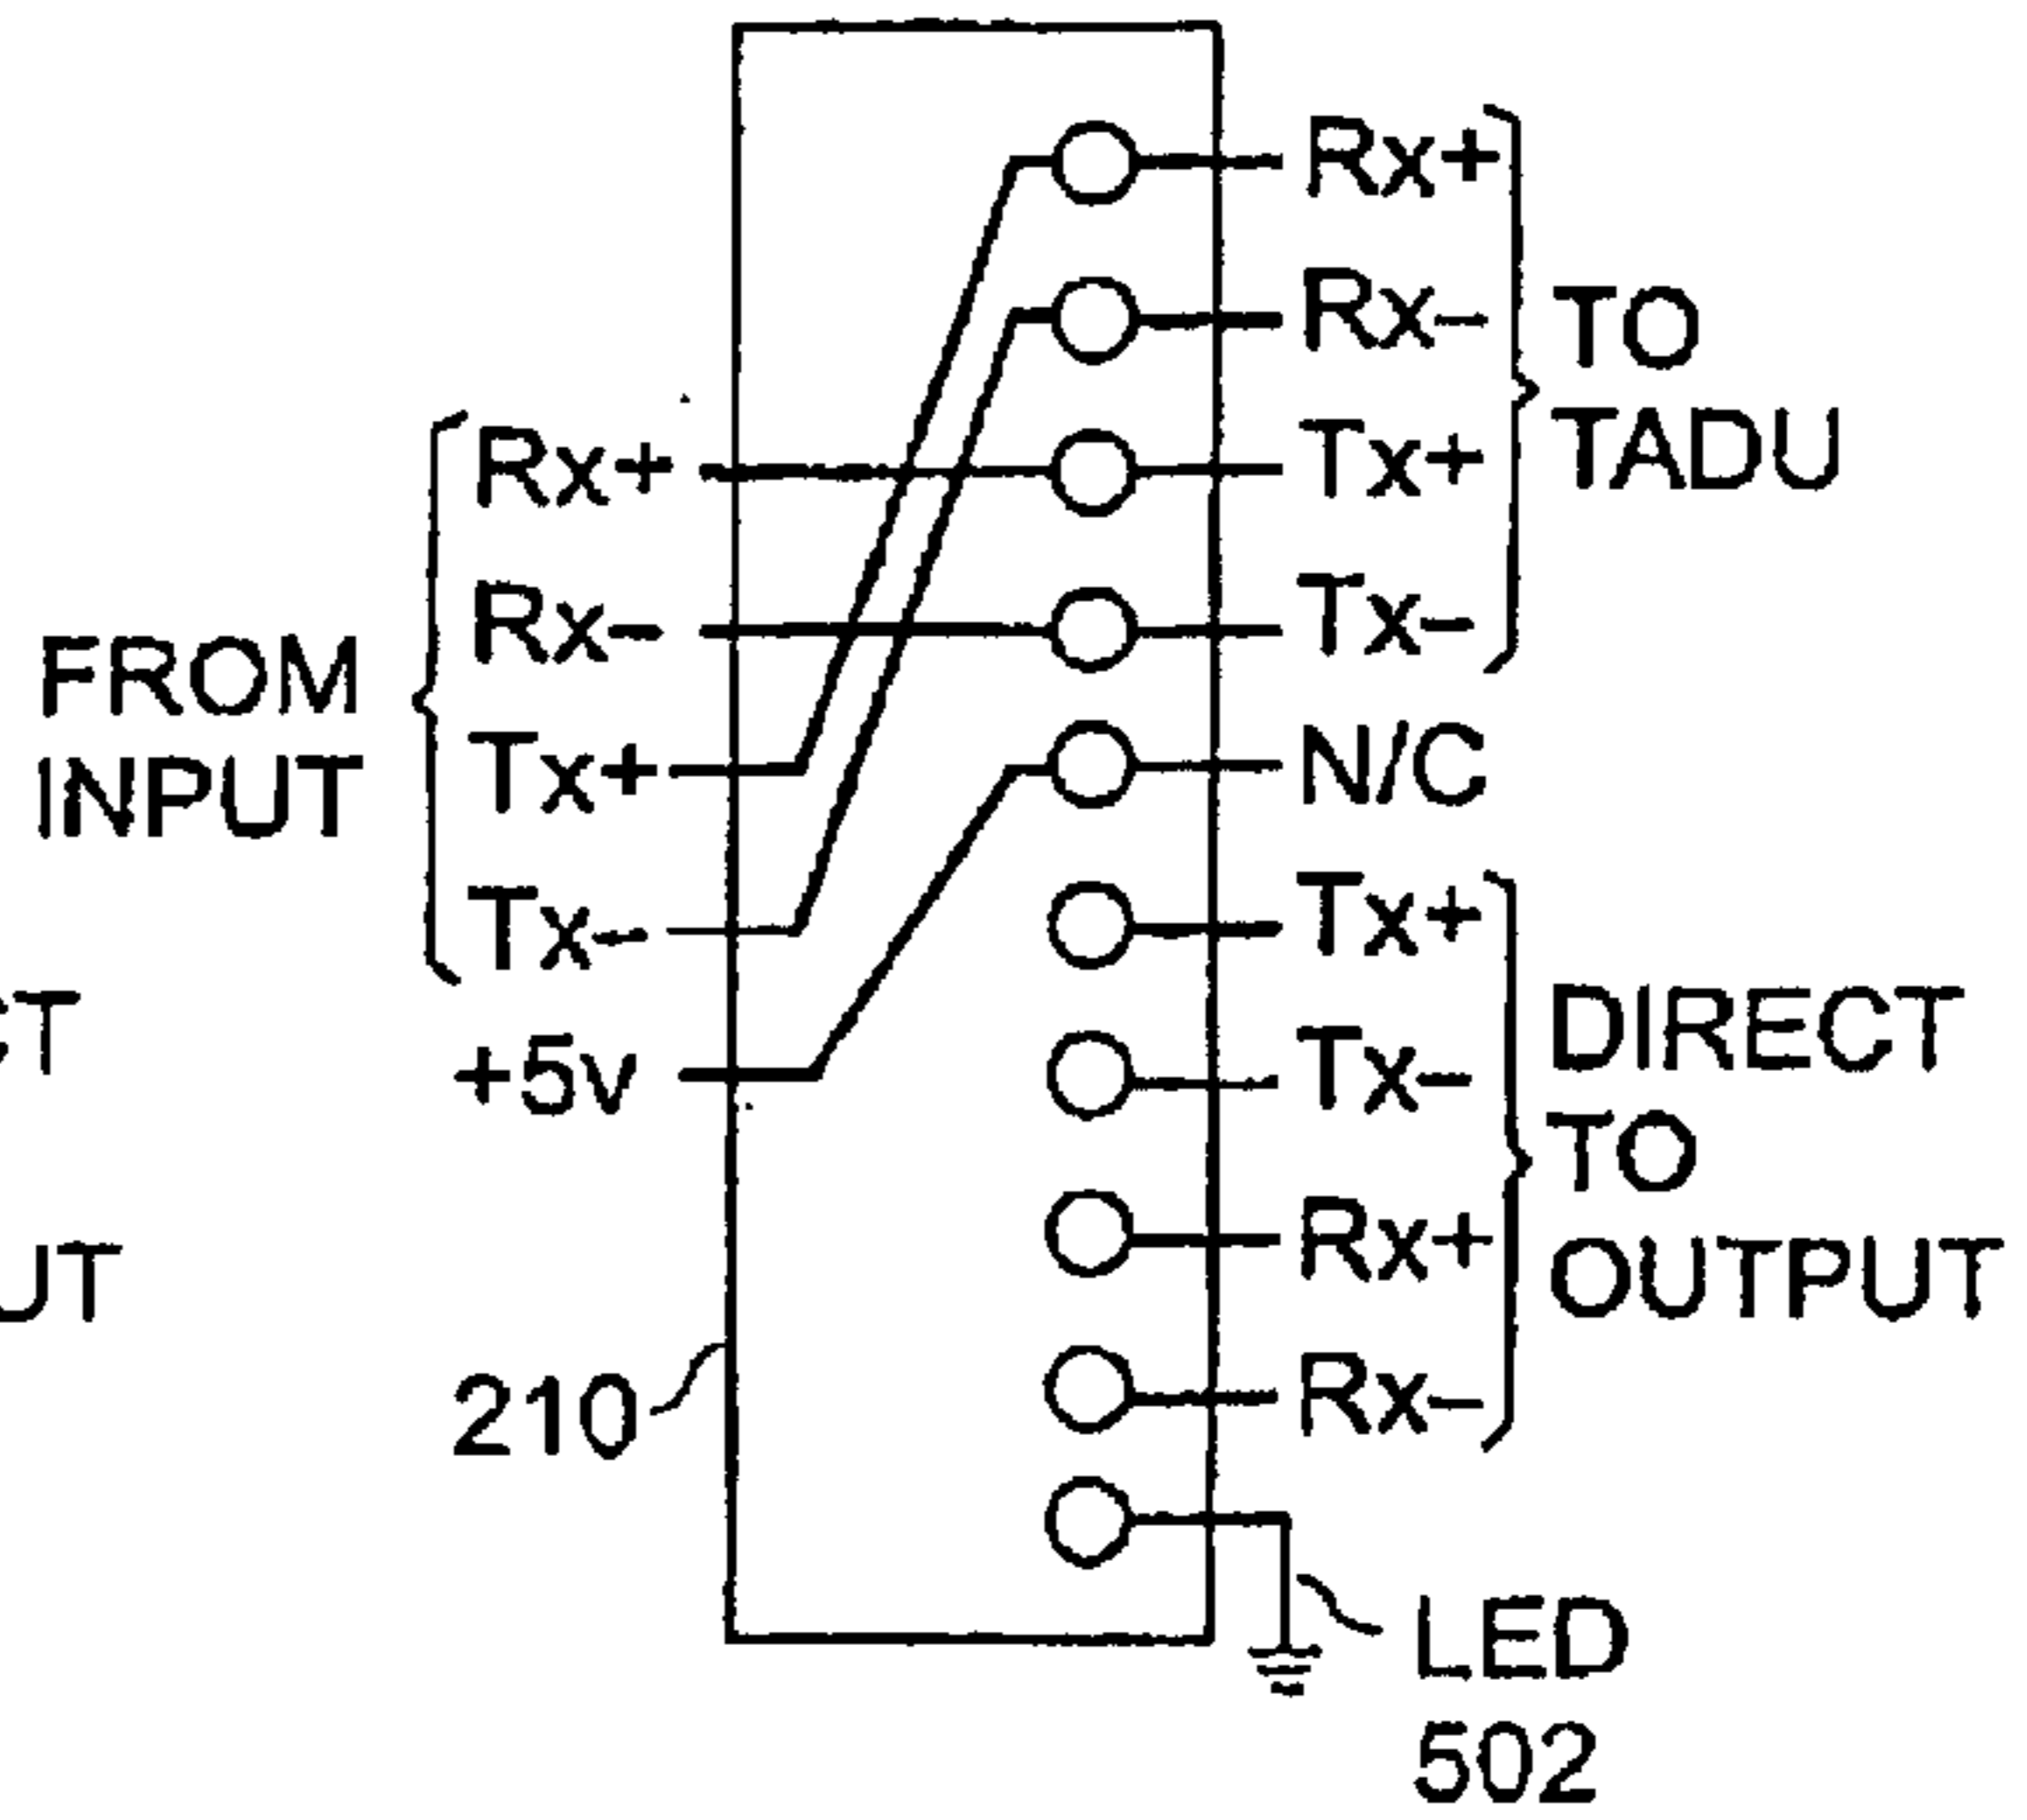 Rx+
Rx–
Tx+
Tx–
TO
TADU
Rx+
Rx–
Tx+
Tx–
FROM
INPUT
+5v
N/C
Tx+
Tx–
Rx+
Rx–
DIRECT
TO
OUTPUT
210
LED
502